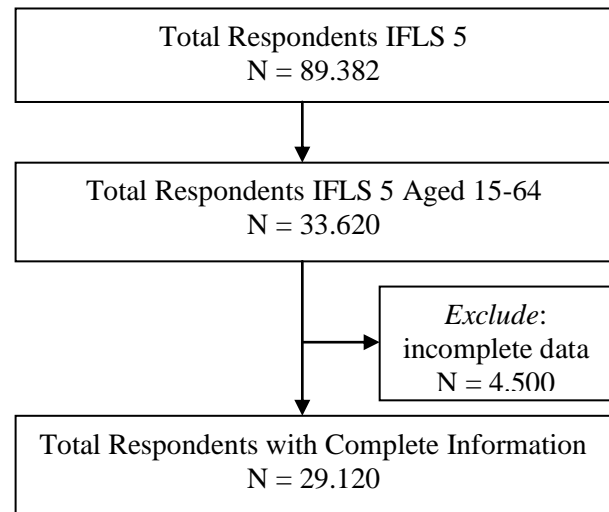 Total Respondents IFLS 5
N = 89.382
Total Respondents IFLS 5 Aged 15-64
N = 33.620
Exclude:
incomplete data
N = 4.500
Total Respondents with Complete Information
N = 29.120